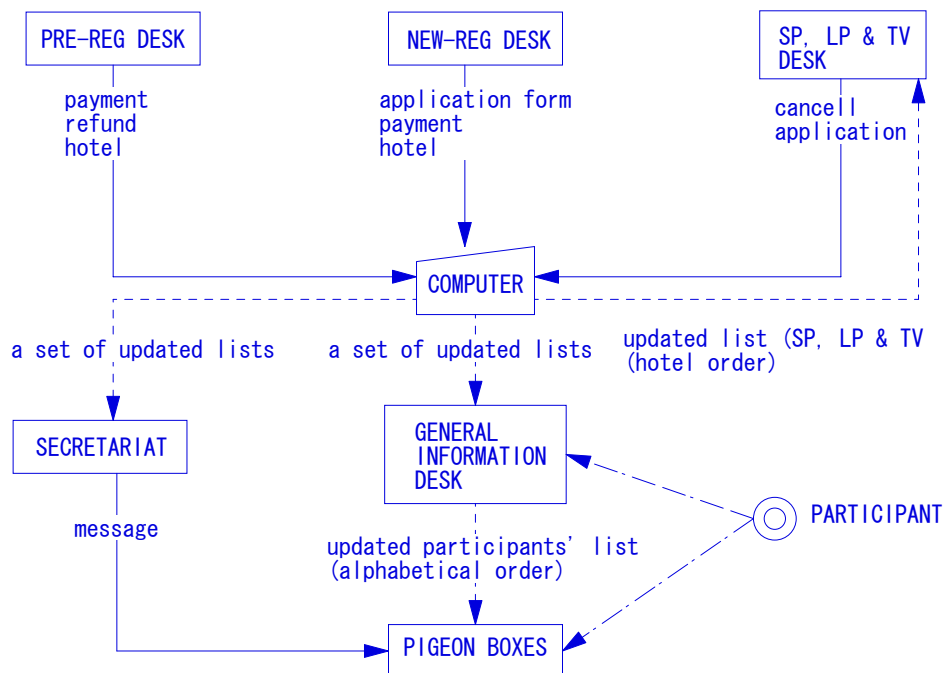 PRE-REG DESK
NEW-REG DESK
SP, LP & TV
DESK
payment
refund
hotel
application form
payment
hotel
cancell
application
COMPUTER
a set of updated lists
a set of updated lists
updated list (SP, LP & TV
(hotel order)
SECRETARIAT
GENERAL
INFORMATION
DESK
message
PARTICIPANT
updated participants' list
(alphabetical order)
PIGEON BOXES